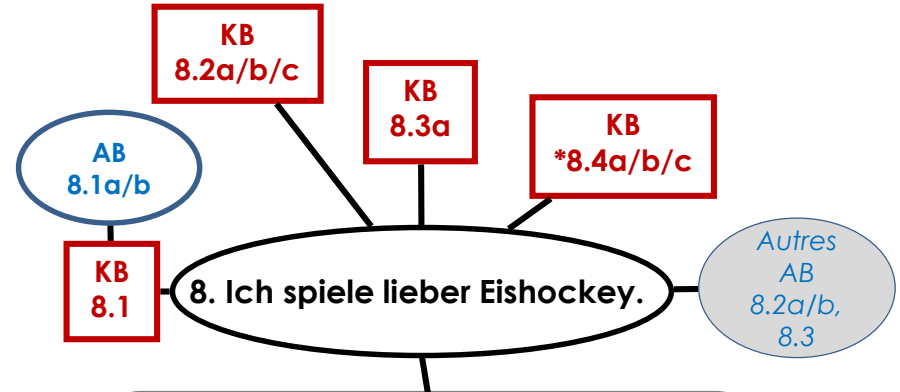 KB
8.2a/b/c
KB
8.3a
KB
*8.4a/b/c
AB
8.1a/b
KB
8.1
8. Ich spiele lieber Eishockey.
Autres
AB
8.2a/b,
8.3